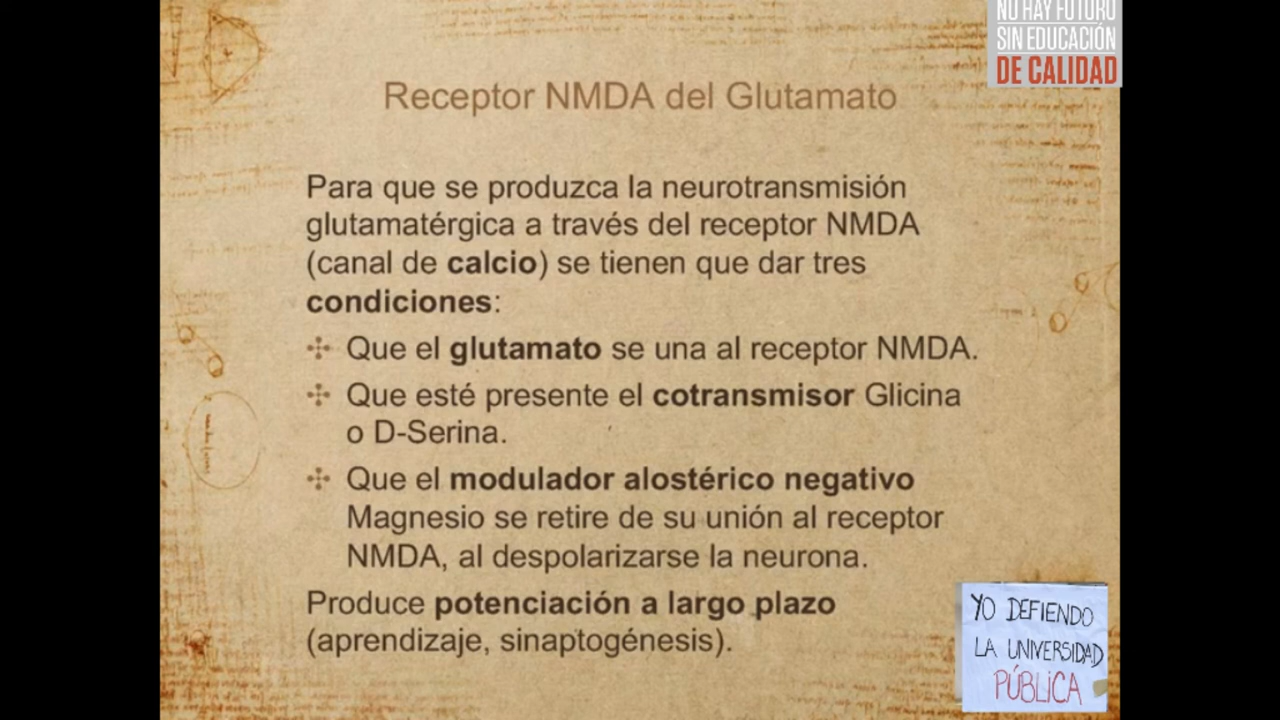 NO HAY FUTURO
SIN EDUCACIÓN
DE CALIDAD
Receptor NMDA del Glutamato
Para que se produzca la neurotransmisión
glutamatérgica a través del receptor NMDA
(canal de calcio) se tienen que dar tres
condiciones:
Que el glutamato se una al receptor NMDA.
Que esté presente el cotransmisor Glicina
o D-Serina.
Que el modulador alostérico negativo
Magnesio se retire de su unión al receptor
NMDA, al despolarizarse la neurona.
Produce potenciación a largo plazo
(aprendizaje, sinaptogénesis).
YO DEFIENDO
LA UNIVERSIDAD
PÚBLICA